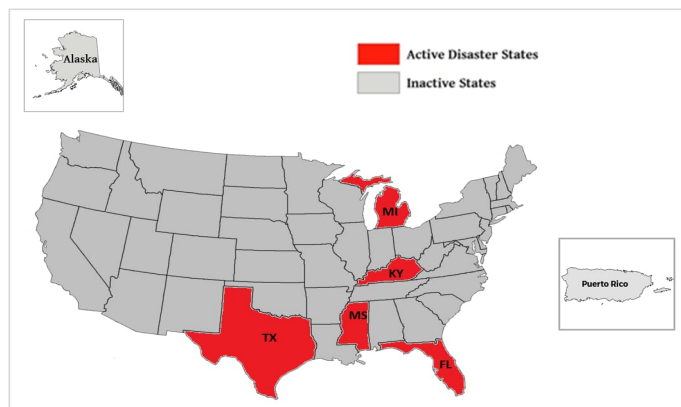 Alaska
Active Disaster States
Inactive States
MI
KY
MS
TX
FL
Puerto Rico